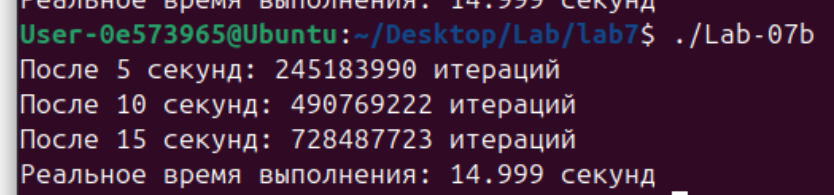 Реальное время выполнения: 14.999 секунд
User-0e573965@Ubuntu:~/Desktop/Lab/lab7$ ./Lab-07b
После 5 секунд: 245183990 итераций
После 10 секунд: 490769222 итераций
После 15 секунд: 728487723 итераций
Реальное время выполнения: 14.999 секунд